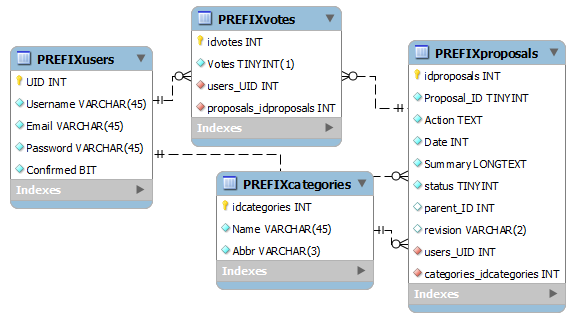 PREFIXusers
UID INT
Username VARCHAR(45)
Email VARCHAR(45)
Password VARCHAR(45)
Confirmed BIT
Indexes
PREFIXvotes
idvotes INT
Votes TINYINT(1)
users_UID INT
proposals_idproposals INT
Indexes
PREFIXcategories
idcategories INT
Name VARCHAR(45)
Abbr VARCHAR(3)
Indexes
PREFIXproposals
idproposals INT
Proposal_ID TINYINT
Action TEXT
Date INT
Summary LONGTEXT
status TINYINT
parent_ID INT
revision VARCHAR(2)
users_UID INT
categories_idcategories INT
Indexes